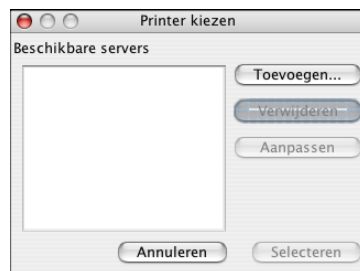 Printer kiezen
Beschikbare servers
Toevoegen...
Verwijderen
Aanpassen
Annuleren
Selecteren